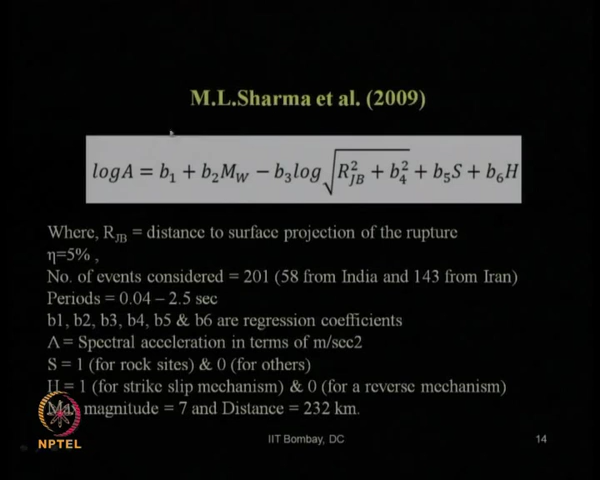 M.L.Sharma et al. (2009)
logA = b₁ + b₂M_W − b₃log√(R²_JB + b²₄) + b₅S + b₆H
Where, R_JB = distance to surface projection of the rupture
η=5% ,
No. of events considered = 201 (58 from India and 143 from Iran)
Periods = 0.04 – 2.5 sec
b1, b2, b3, b4, b5 & b6 are regression coefficients
A = Spectral acceleration in terms of m/sec2
S = 1 (for rock sites) & 0 (for others)
H = 1 (for strike slip mechanism) & 0 (for a reverse mechanism)
Max magnitude = 7 and Distance = 232 km.
NPTEL
IIT Bombay, DC
14